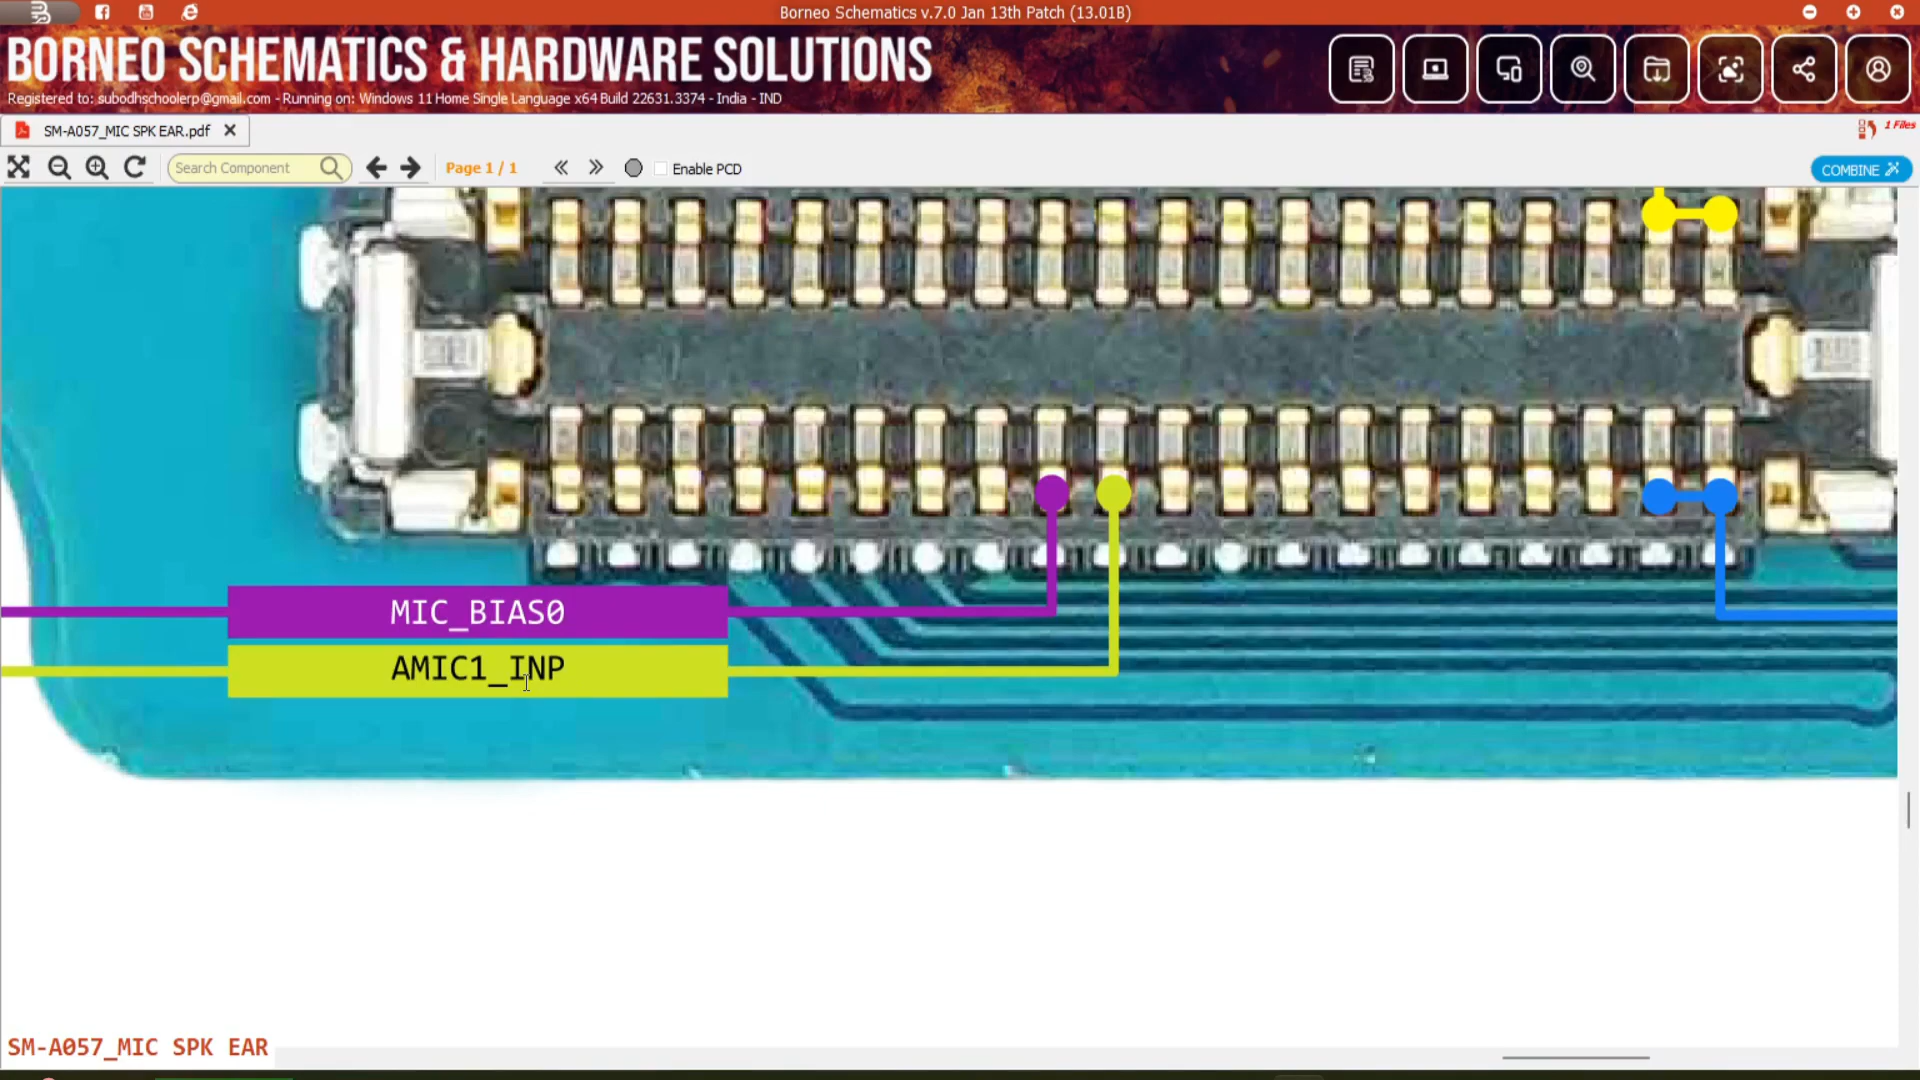 Borneo Schematics v.7.0 Jan 13th Patch (13.01B)
BORNEO SCHEMATICS & HARDWARE SOLUTIONS
Registered to: subodhschoolerp@gmail.com - Running on: Windows 11 Home Single Language x64 Build 22631.3374 - India - IND
SM-A057_MIC SPK EAR.pdf
1 Files
Search Component
Page 1 / 1
Enable PCD
COMBINE
MIC_BIAS0
AMIC1_INP
SM-A057_MIC SPK EAR